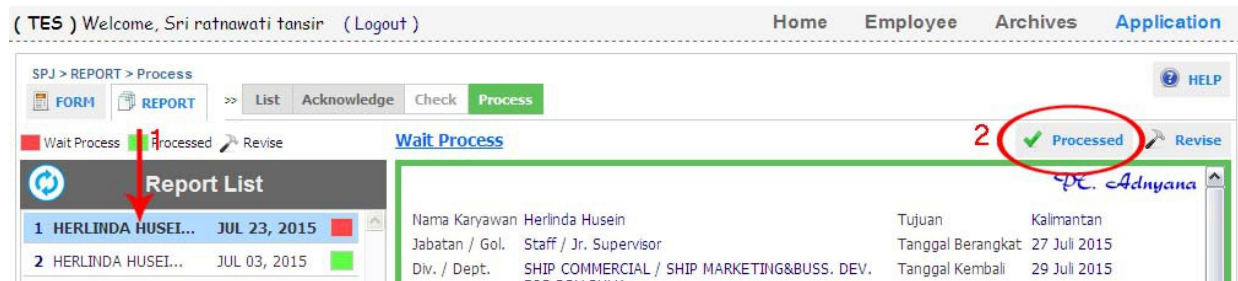 ( TES ) Welcome, Sri ratnawati tansir ( Logout ) Home Employee Archives Application
SPJ > REPORT > Process
HELP
FORM REPORT >> List Acknowledge Check Process
Wait Process Processed Revise
1
Wait Process
2
Processed Revise
Report List
PT. Adnyana
1 HERLINDA HUSEI... JUL 23, 2015
2 HERLINDA HUSEI... JUL 03, 2015
Nama Karyawan Herlinda Husein Tujuan Kalimantan
Jabatan / Gol. Staff / Jr. Supervisor Tanggal Berangkat 27 Juli 2015
Div. / Dept. SHIP COMMERCIAL / SHIP MARKETING&BUSS. DEV. Tanggal Kembali 29 Juli 2015